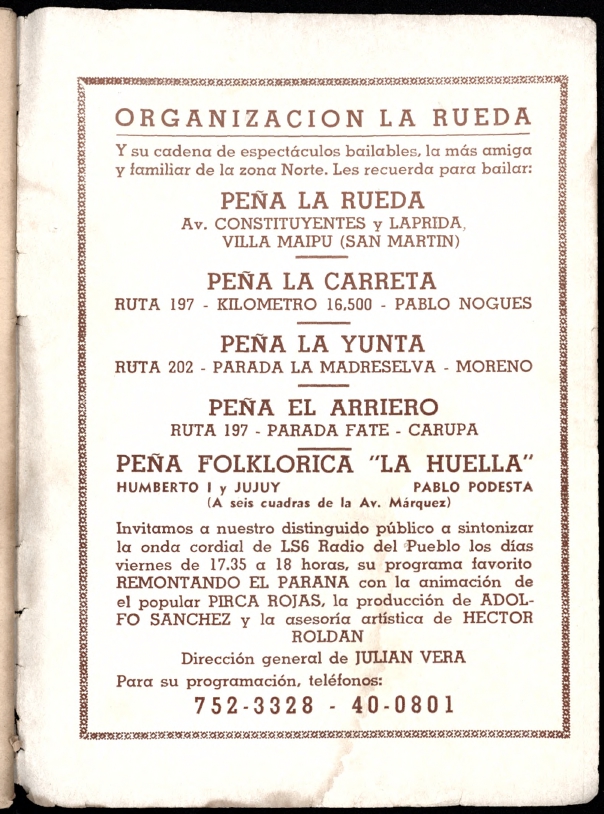 ORGANIZACION LA RUEDA
Y su cadena de espectáculos bailables, la más amiga
y familiar de la zona Norte. Les recuerda para bailar:
PEÑA LA RUEDA
Av. CONSTITUYENTES y LAPRIDA,
VILLA MAIPU (SAN MARTIN)
PEÑA LA CARRETA
RUTA 197 - KILOMETRO 16,500 - PABLO NOGUES
PEÑA LA YUNTA
RUTA 202 - PARADA LA MADRESELVA - MORENO
PEÑA EL ARRIERO
RUTA 197 - PARADA FATE - CARUPA
PEÑA FOLKLORICA "LA HUELLA"
HUMBERTO I y JUJUY PABLO PODESTA
(A seis cuadras de la Av. Márquez)
Invitamos a nuestro distinguido público a sintonizar
la onda cordial de LS6 Radio del Pueblo los días
viernes de 17.35 a 18 horas, su programa favorito
REMONTANDO EL PARANA con la animación de
el popular PIRCA ROJAS, la producción de ADOL-
FO SANCHEZ y la asesoría artística de HECTOR
ROLDAN
Dirección general de JULIAN VERA
Para su programación, teléfonos:
752-3328 - 40-0801